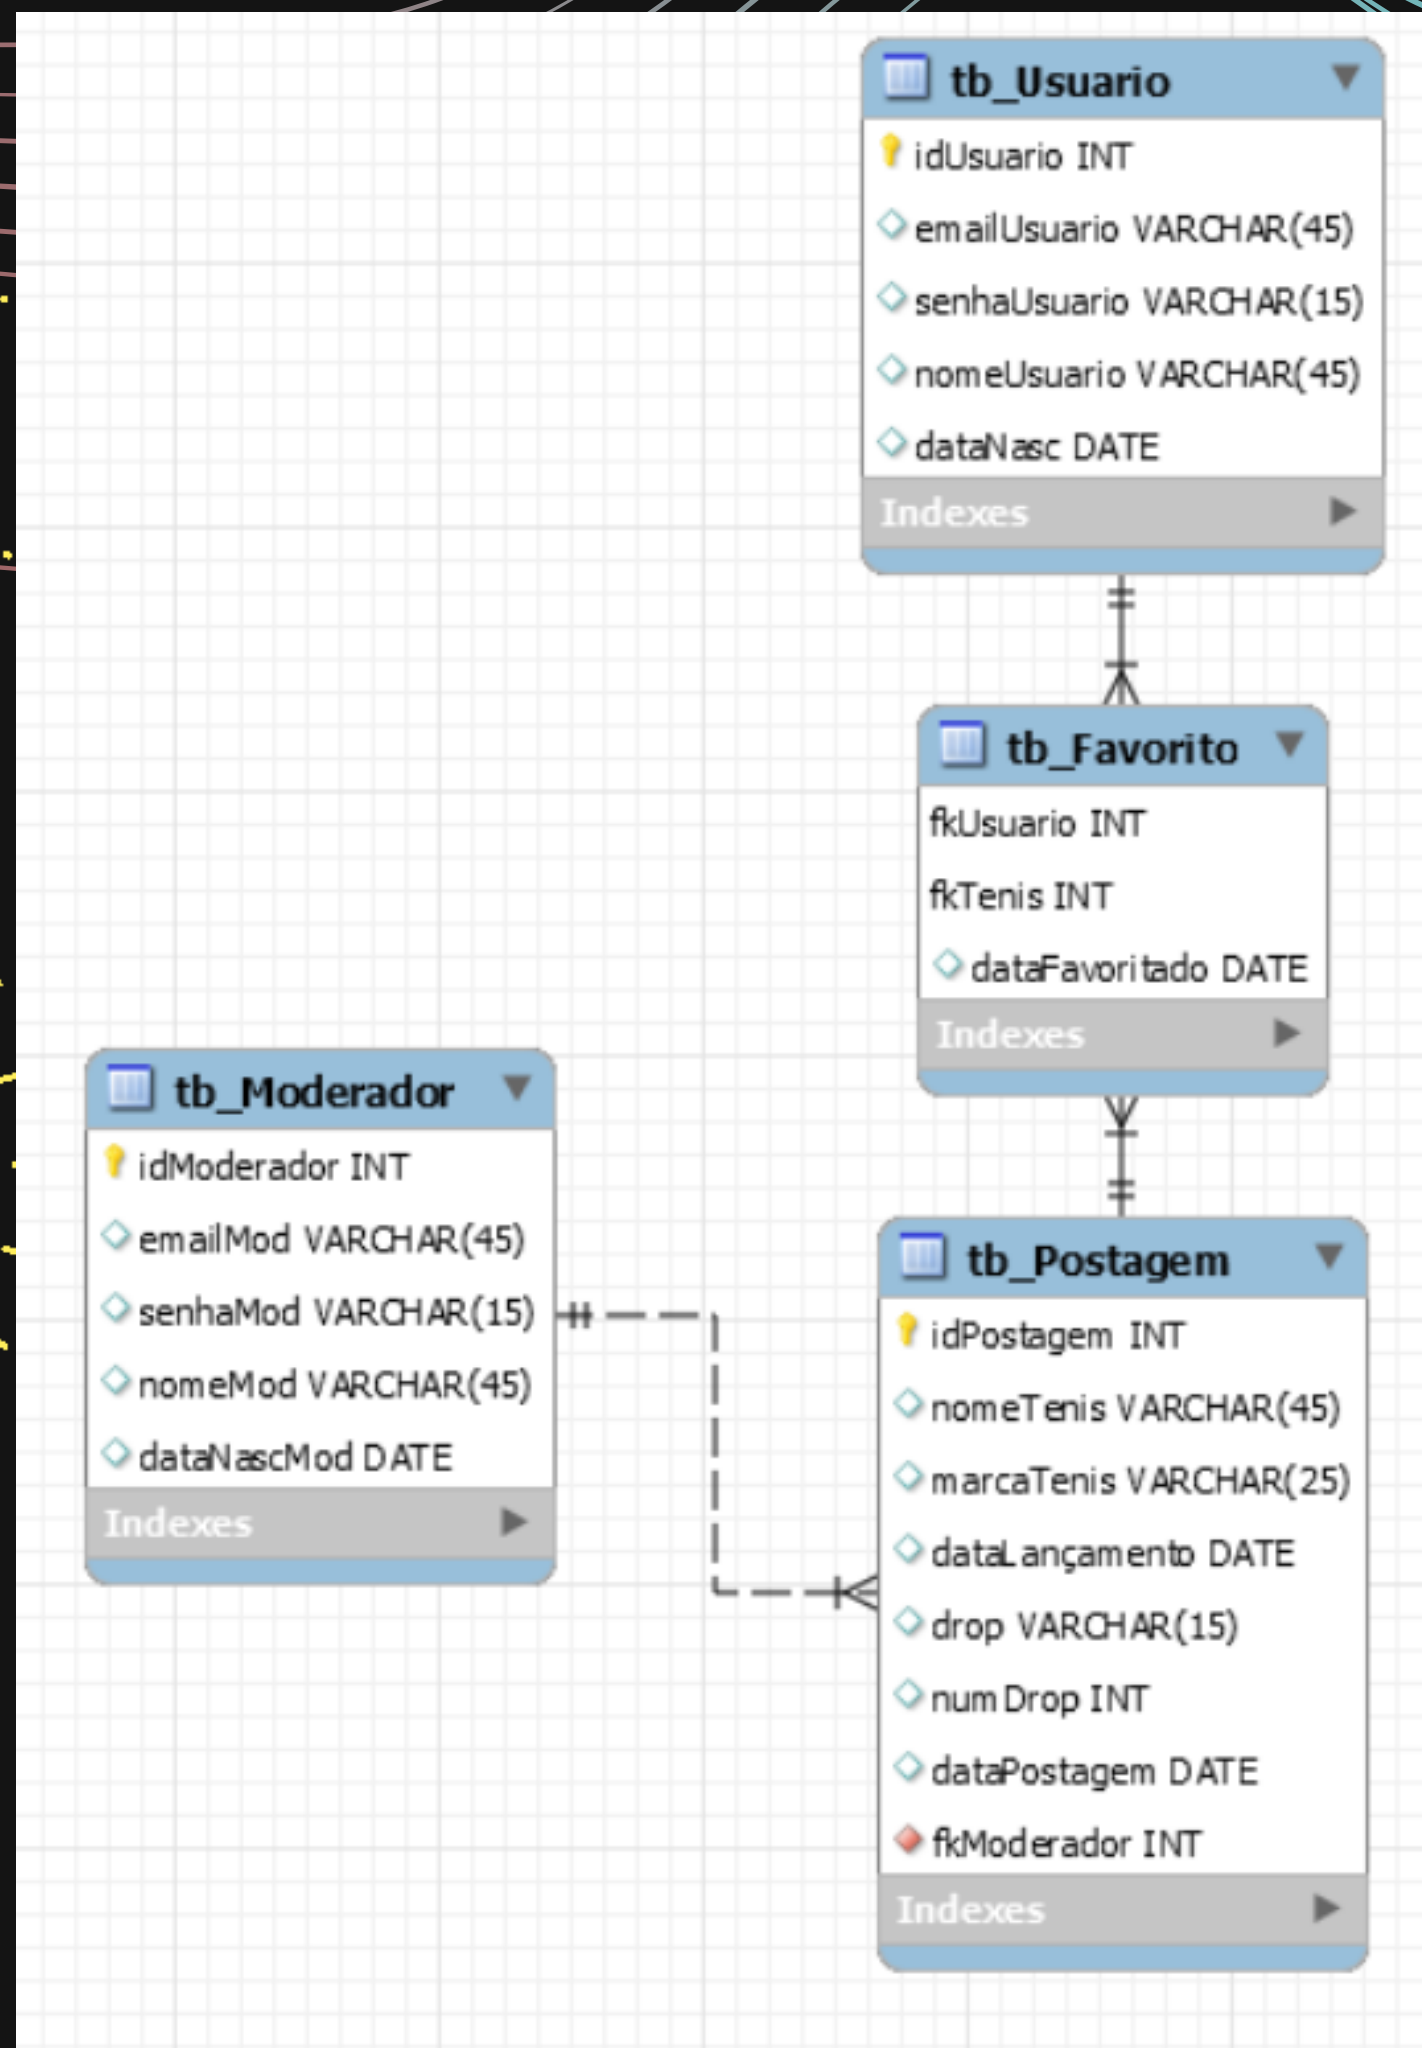 tb_Usuario
idUsuario INT
emailUsuario VARCHAR(45)
senhaUsuario VARCHAR(15)
nomeUsuario VARCHAR(45)
dataNasc DATE
Indexes
tb_Favorito
fkUsuario INT
fkTenis INT
dataFavoritado DATE
Indexes
tb_Moderador
idModerador INT
emailMod VARCHAR(45)
senhaMod VARCHAR(15)
nomeMod VARCHAR(45)
dataNascMod DATE
Indexes
tb_Postagem
idPostagem INT
nomeTenis VARCHAR(45)
marcaTenis VARCHAR(25)
dataLançamento DATE
drop VARCHAR(15)
numDrop INT
dataPostagem DATE
fkModerador INT
Indexes